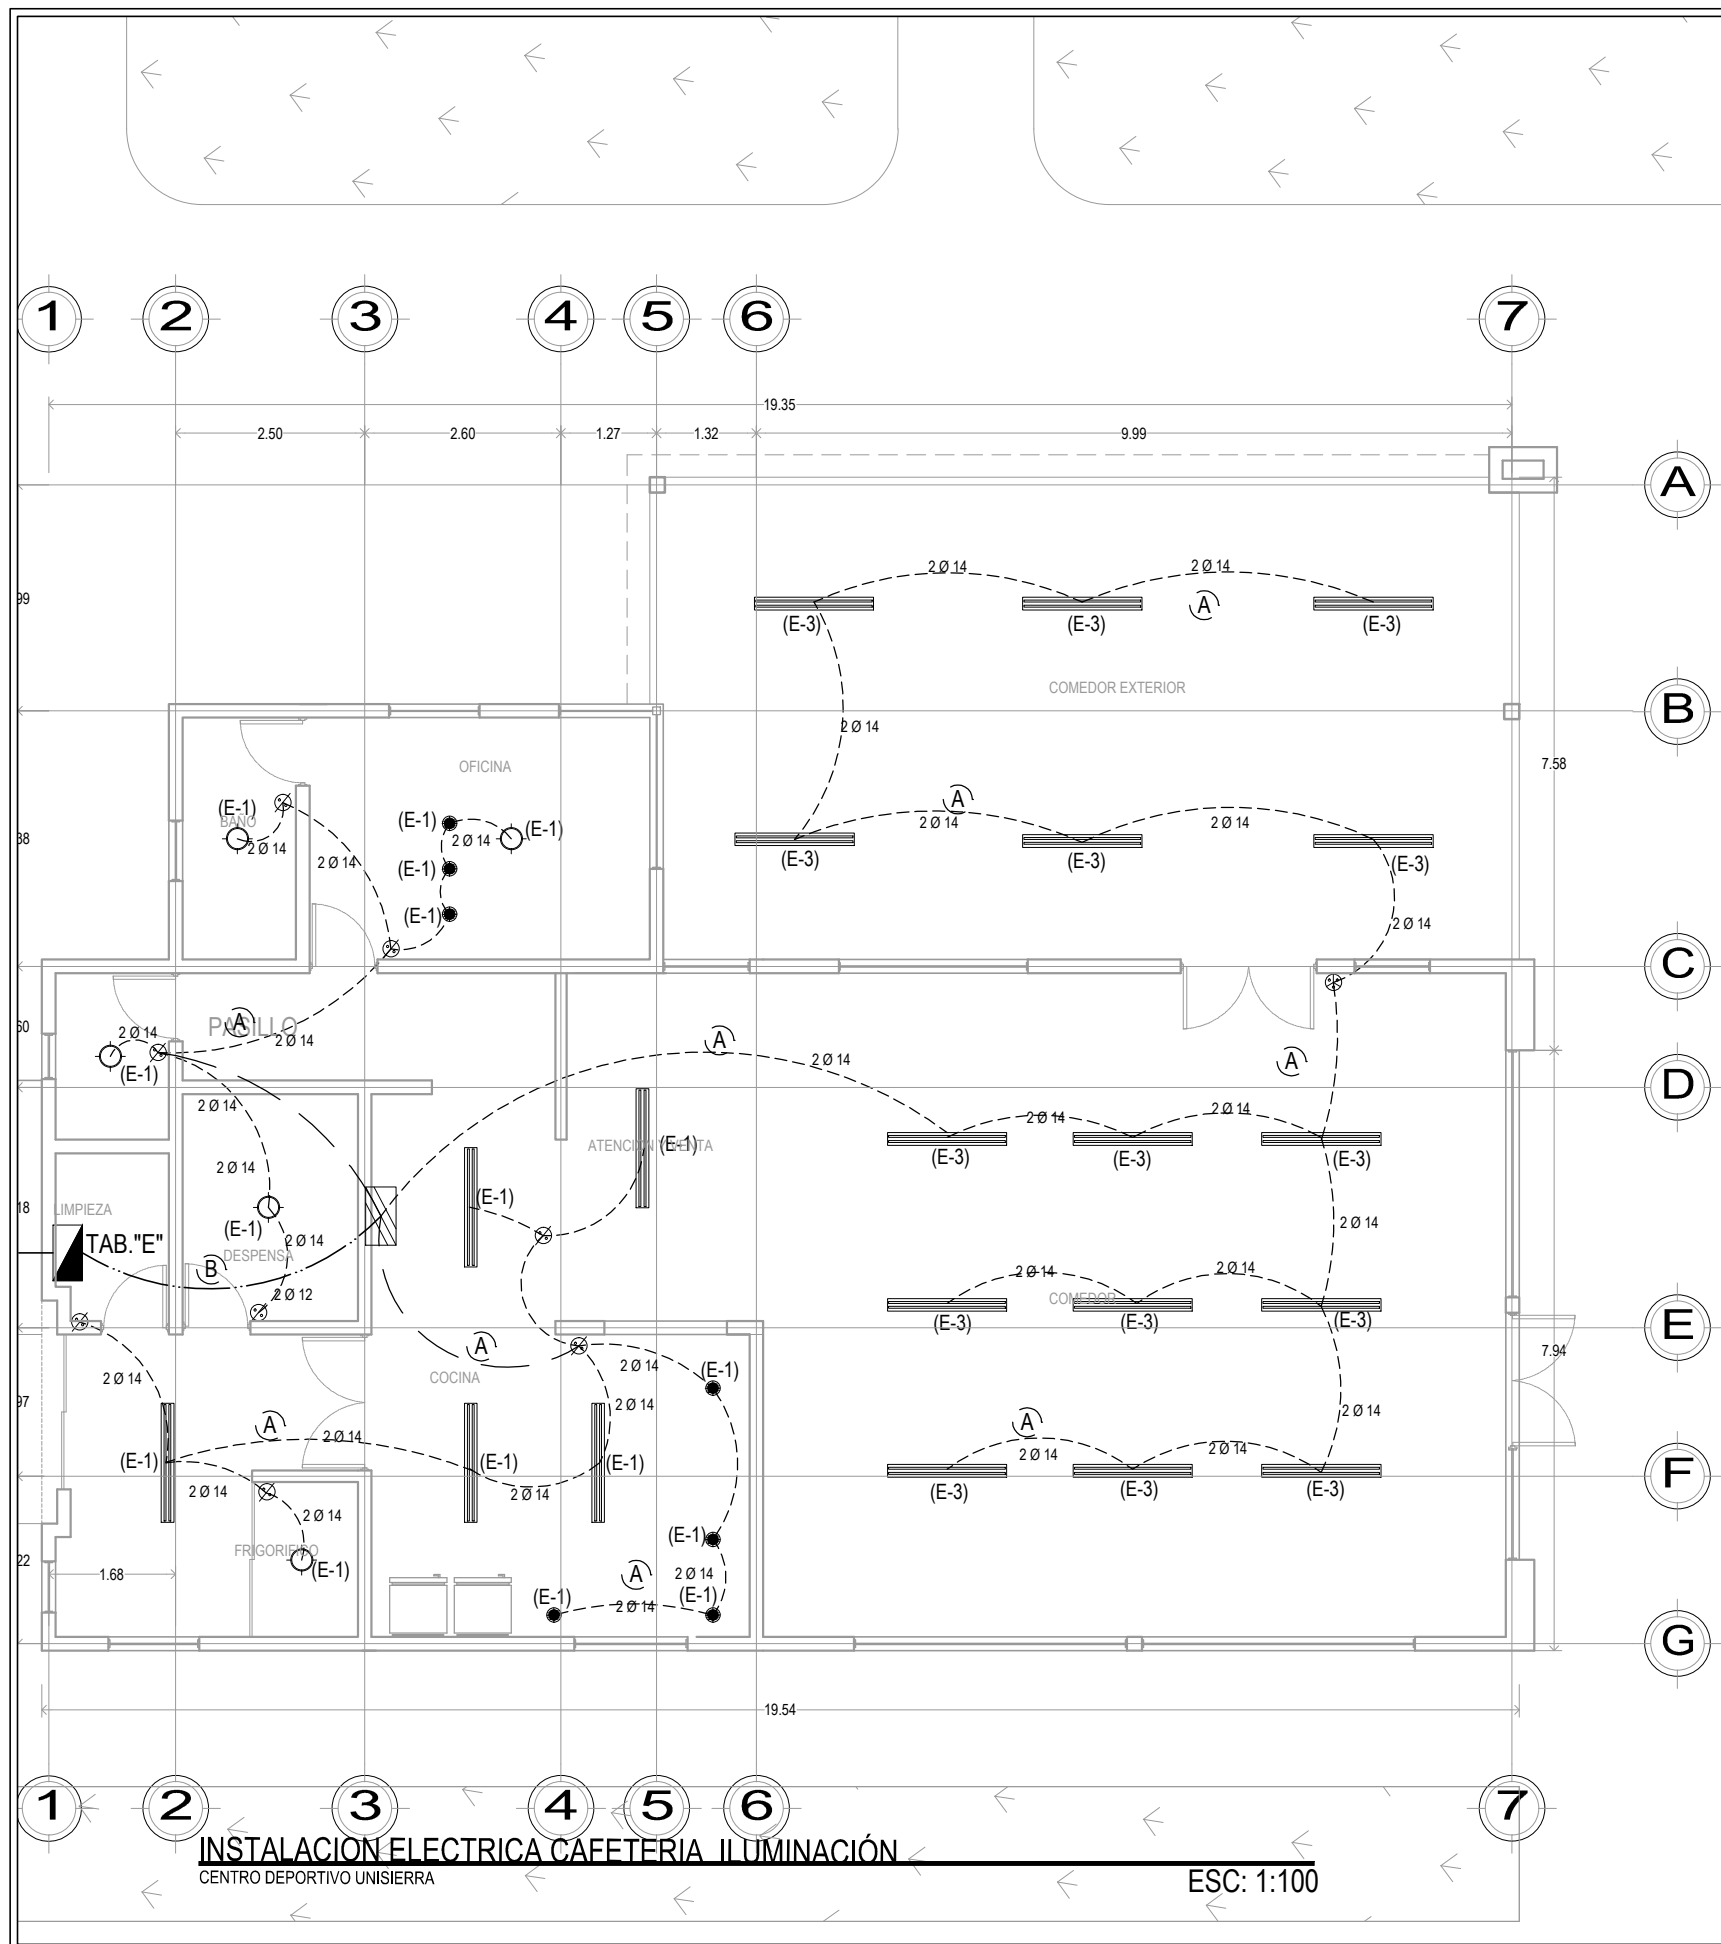 1 2 3 4 5 6 7
19.35
2.50 2.60 1.27 1.32 9.99
A
2 Ø 14 2 Ø 14
99
(E-3) A (E-3) (E-3)
COMEDOR EXTERIOR
B
2 Ø 14
OFICINA
7.58
(E-1) A
BAÑO (E-1) (E-1) 2 Ø 14 2 Ø 14
38
2 Ø 14 2 Ø 14
2 Ø 14 (E-1) (E-3) (E-3) (E-3)
(E-1) 2 Ø 14
C
PASILLO A
60
2 Ø 14 2 Ø 14 A 2 Ø 14 A
(E-1)
D
2 Ø 14 2 Ø 14 2 Ø 14
ATENCION Y VENTA (E-1)
2 Ø 14 (E-3) (E-3) (E-3)
(E-1)
18
LIMPIEZA
(E-1) 2 Ø 14
TAB."E" 2 Ø 14
DESPENSA
B 2 Ø 14 2 Ø 14
2 Ø 12 COMEDOR
(E-3) (E-3) (E-3)
E
A 7.94
2 Ø 14 COCINA 2 Ø 14 (E-1)
97
2 Ø 14 2 Ø 14
A 2 Ø 14 A
2 Ø 14 2 Ø 14
(E-1) (E-1) (E-1)
F
2 Ø 14 2 Ø 14 (E-3) (E-3) (E-3)
2 Ø 14
(E-1)
FRIGORIFICO
22
1.68 (E-1) A 2 Ø 14
(E-1) (E-1)
2 Ø 14
G
19.54
1 2 3 4 5 6 7
INSTALACION ELECTRICA CAFETERIA ILUMINACIÓN
CENTRO DEPORTIVO UNISIERRA
ESC: 1:100